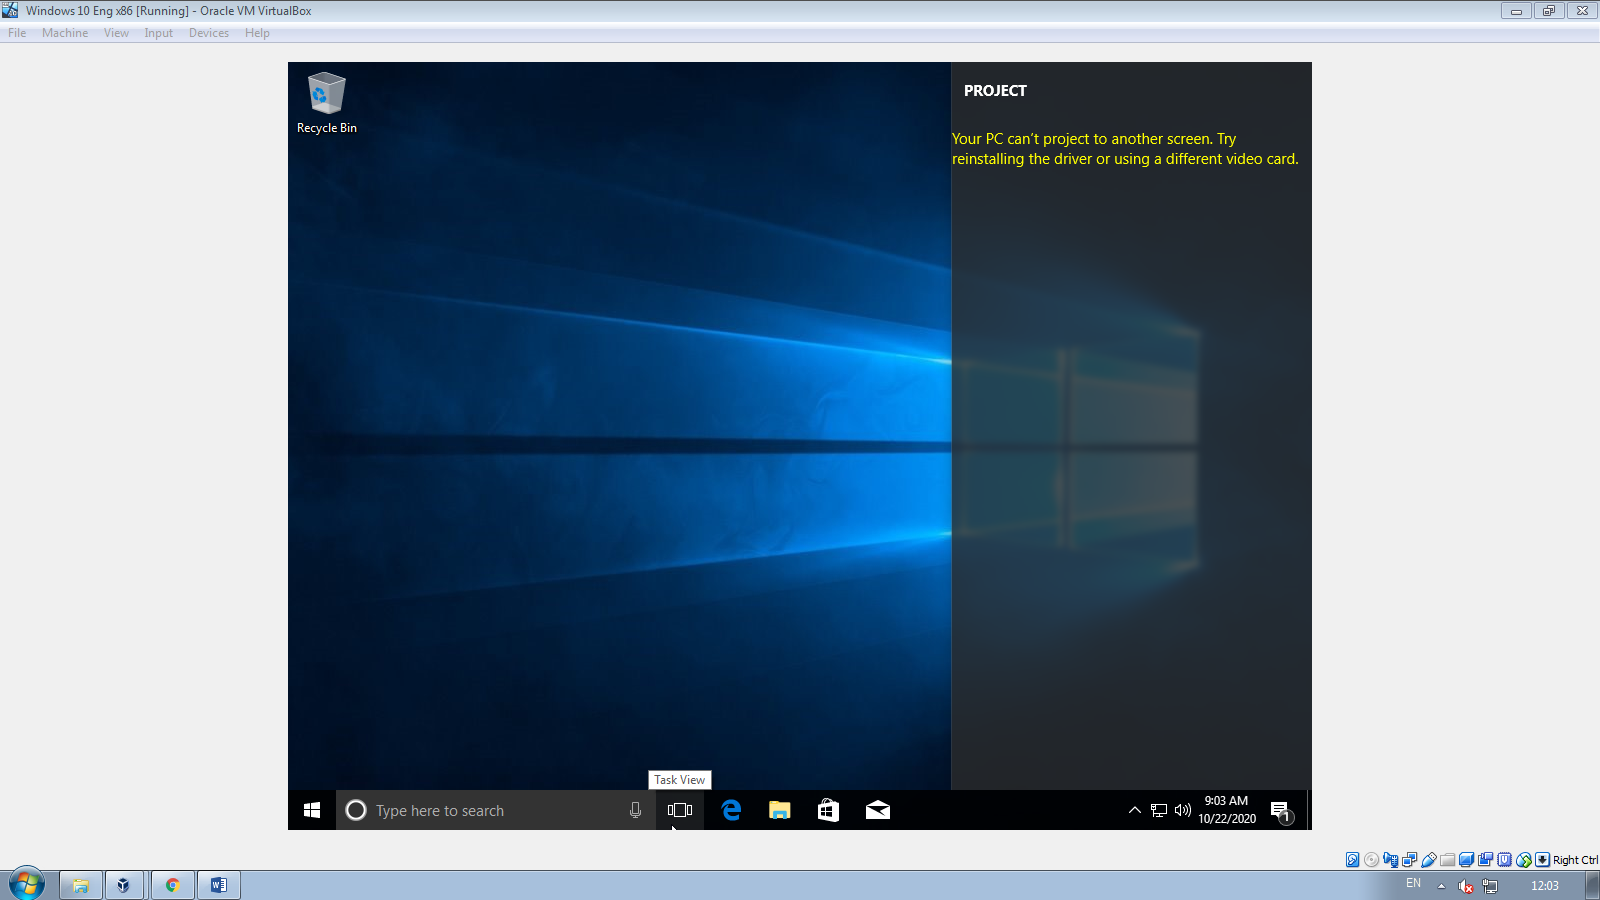 Windows 10 Eng x86 [Running] - Oracle VM VirtualBox
File Machine View Input Devices Help
Recycle Bin
PROJECT
Your PC can't project to another screen. Try
reinstalling the driver or using a different video card.
Task View
Type here to search
9:03 AM
10/22/2020
1
Right Ctrl
EN
12:03